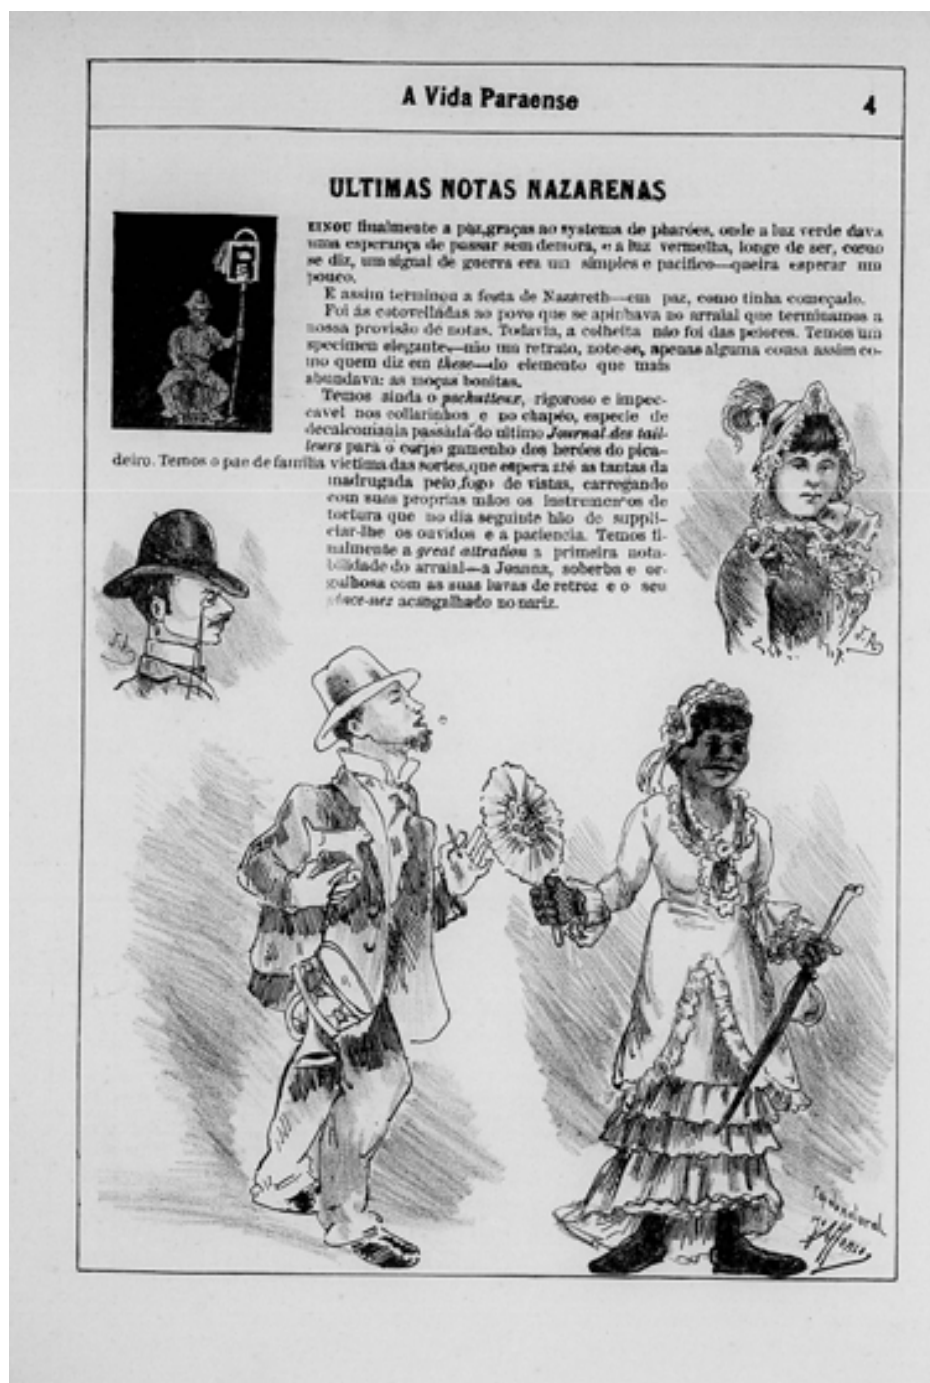 A Vida Paraense
4
ULTIMAS NOTAS NAZARENAS
REINOU finalmente a paz, graças ao systema de pharóes, onde a luz verde dava
uma esperança de passar sem demora, e a luz vermelha, longe de ser, como
se diz, um signal de guerra era um simples e pacifico—queira esperar um
pouco.
E assim terminou a festa de Nazareth—em paz, como tinha começado.
Foi ás cotovelládas ao povo que se apinhava no arraial que terminamos a
nossa provisão de notas. Todavia, a colheita não foi das peiores. Temos um
specimen elegante,—não um retrato, note-se, apenas alguma cousa assim co-
mo quem diz em these—do elemento que mais
abundava: as moças bonitas.
Temos ainda o pschutteux, rigoroso e impec-
cavel nos collarinhos e no chapéo, especie de
decalcomania passada do ultimo Journal des tail-
leurs para o corpo gamenho dos heróes do pica-
deiro. Temos o pae de familia victima das sortes, que espera até as tantas da
madrugada pelo fogo de vistas, carregando
com suas proprias mãos os instrumentos de
tortura que no dia seguinte hão de suppli-
ciar-lhe os ouvidos e a paciencia. Temos fi-
nalmente a great attration a primeira nota-
bilidade do arraial—a Joanna, soberba e or-
gulhosa com as suas luvas de retroz e o seu
pince-nez acangalhado no nariz.
J. Af
J. Af